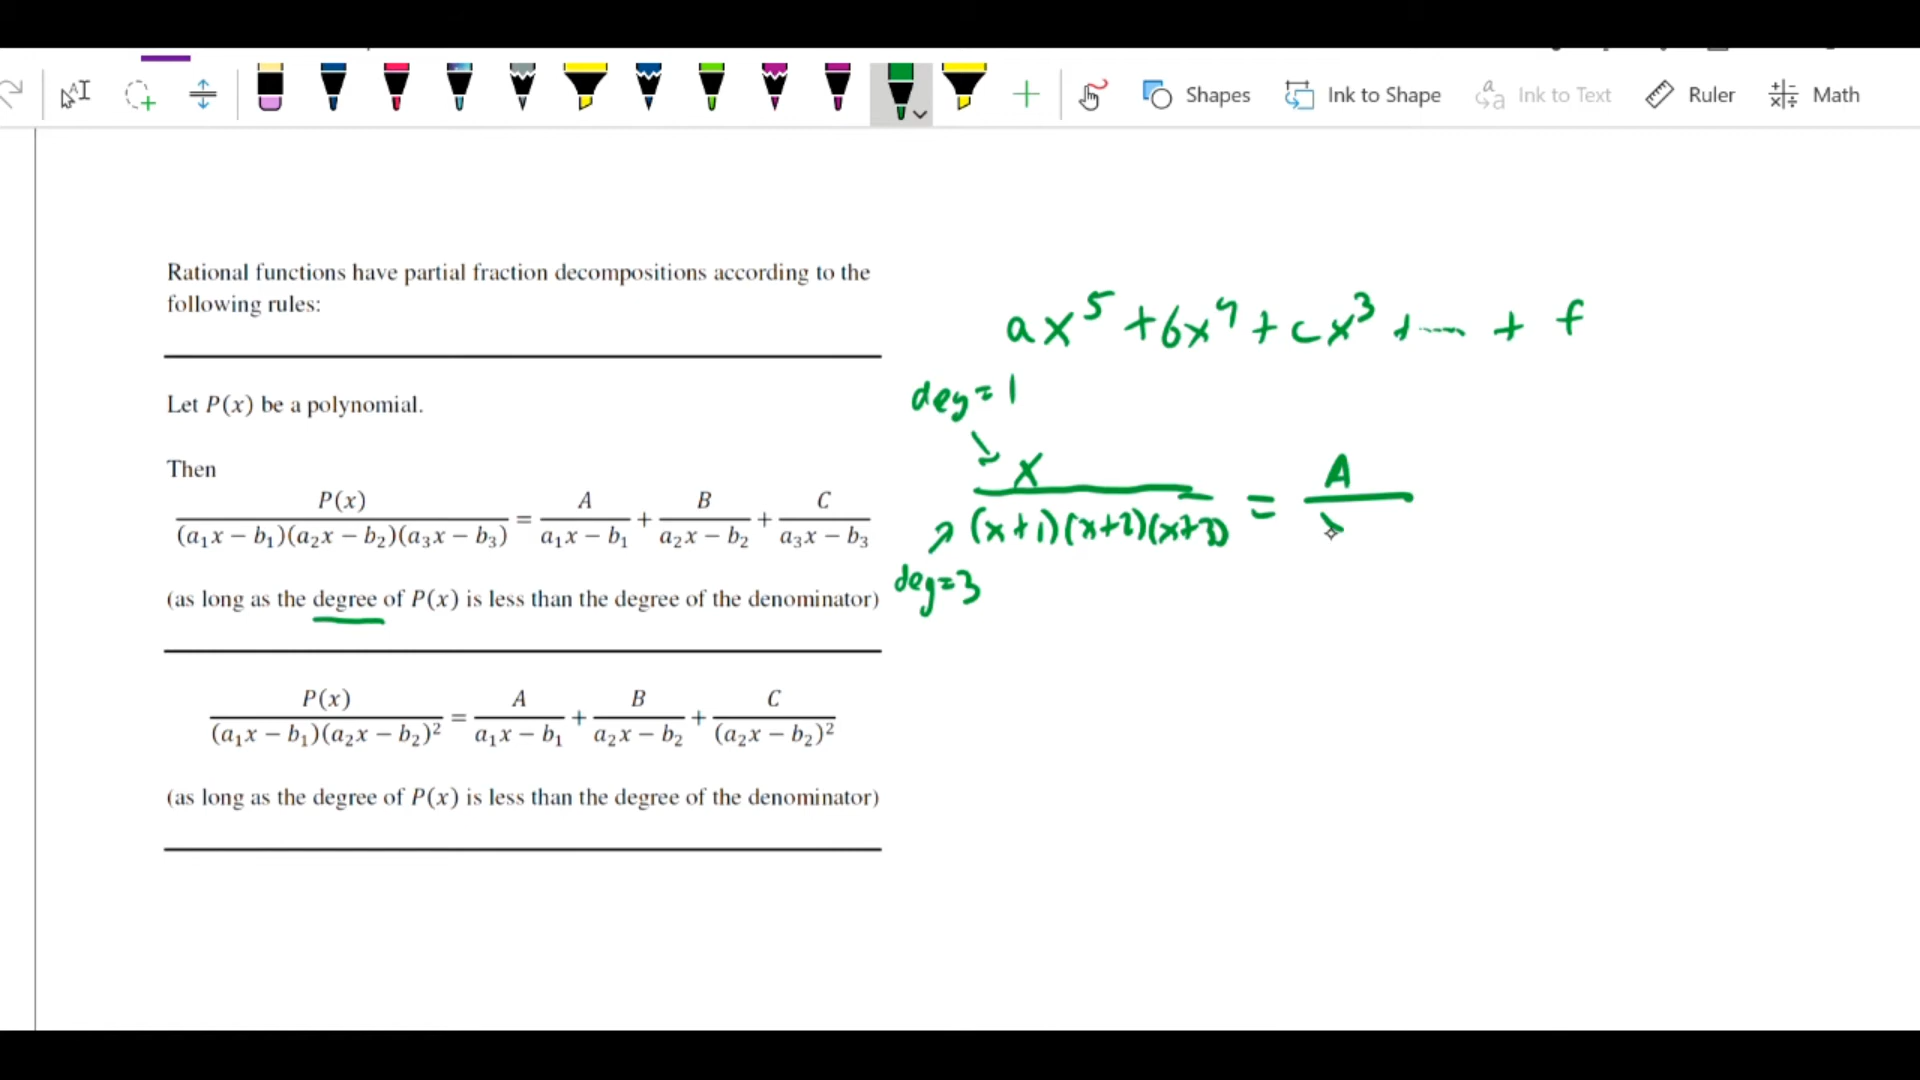 Shapes Ink to Shape Ink to Text Ruler Math
Rational functions have partial fraction decompositions according to the
following rules:
Let P(x) be a polynomial.
Then
P(x)/((a₁x − b₁)(a₂x − b₂)(a₃x − b₃)) = A/(a₁x − b₁) + B/(a₂x − b₂) + C/(a₃x − b₃)
(as long as the degree of P(x) is less than the degree of the denominator)
P(x)/((a₁x − b₁)(a₂x − b₂)²) = A/(a₁x − b₁) + B/(a₂x − b₂) + C/(a₂x − b₂)²
(as long as the degree of P(x) is less than the degree of the denominator)
ax⁵ + bx⁴ + cx³ + .... + f
deg = 1
x/((x+1)(x+2)(x+3)) = A/
deg=3